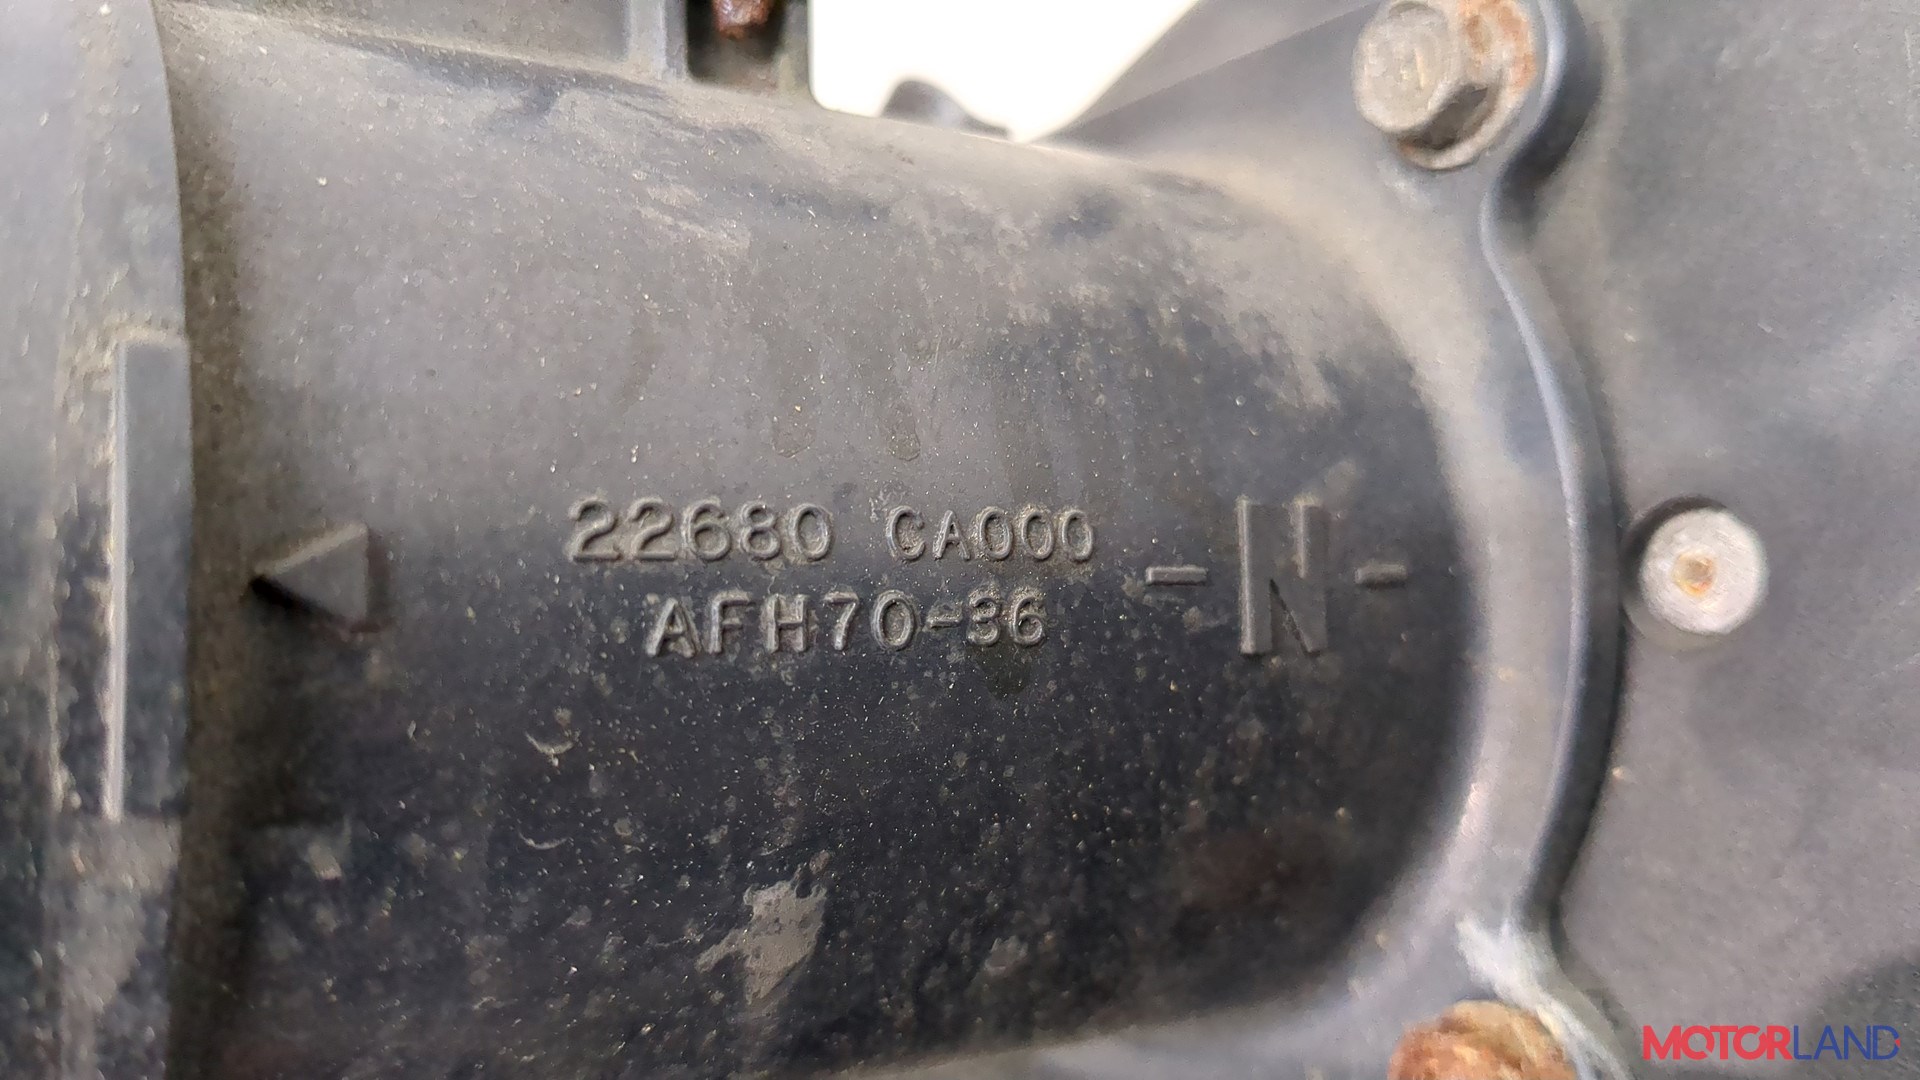 22680 CA000
AFH70-36
-N-
MOTORLAND